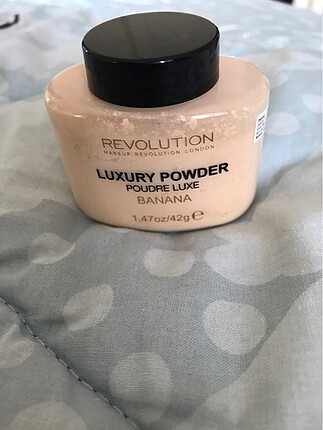 REVOLUTION
MAKEUP REVOLUTION LONDON
LUXURY POWDER
POUDRE LUXE
BANANA
1.47oz/42g ℮